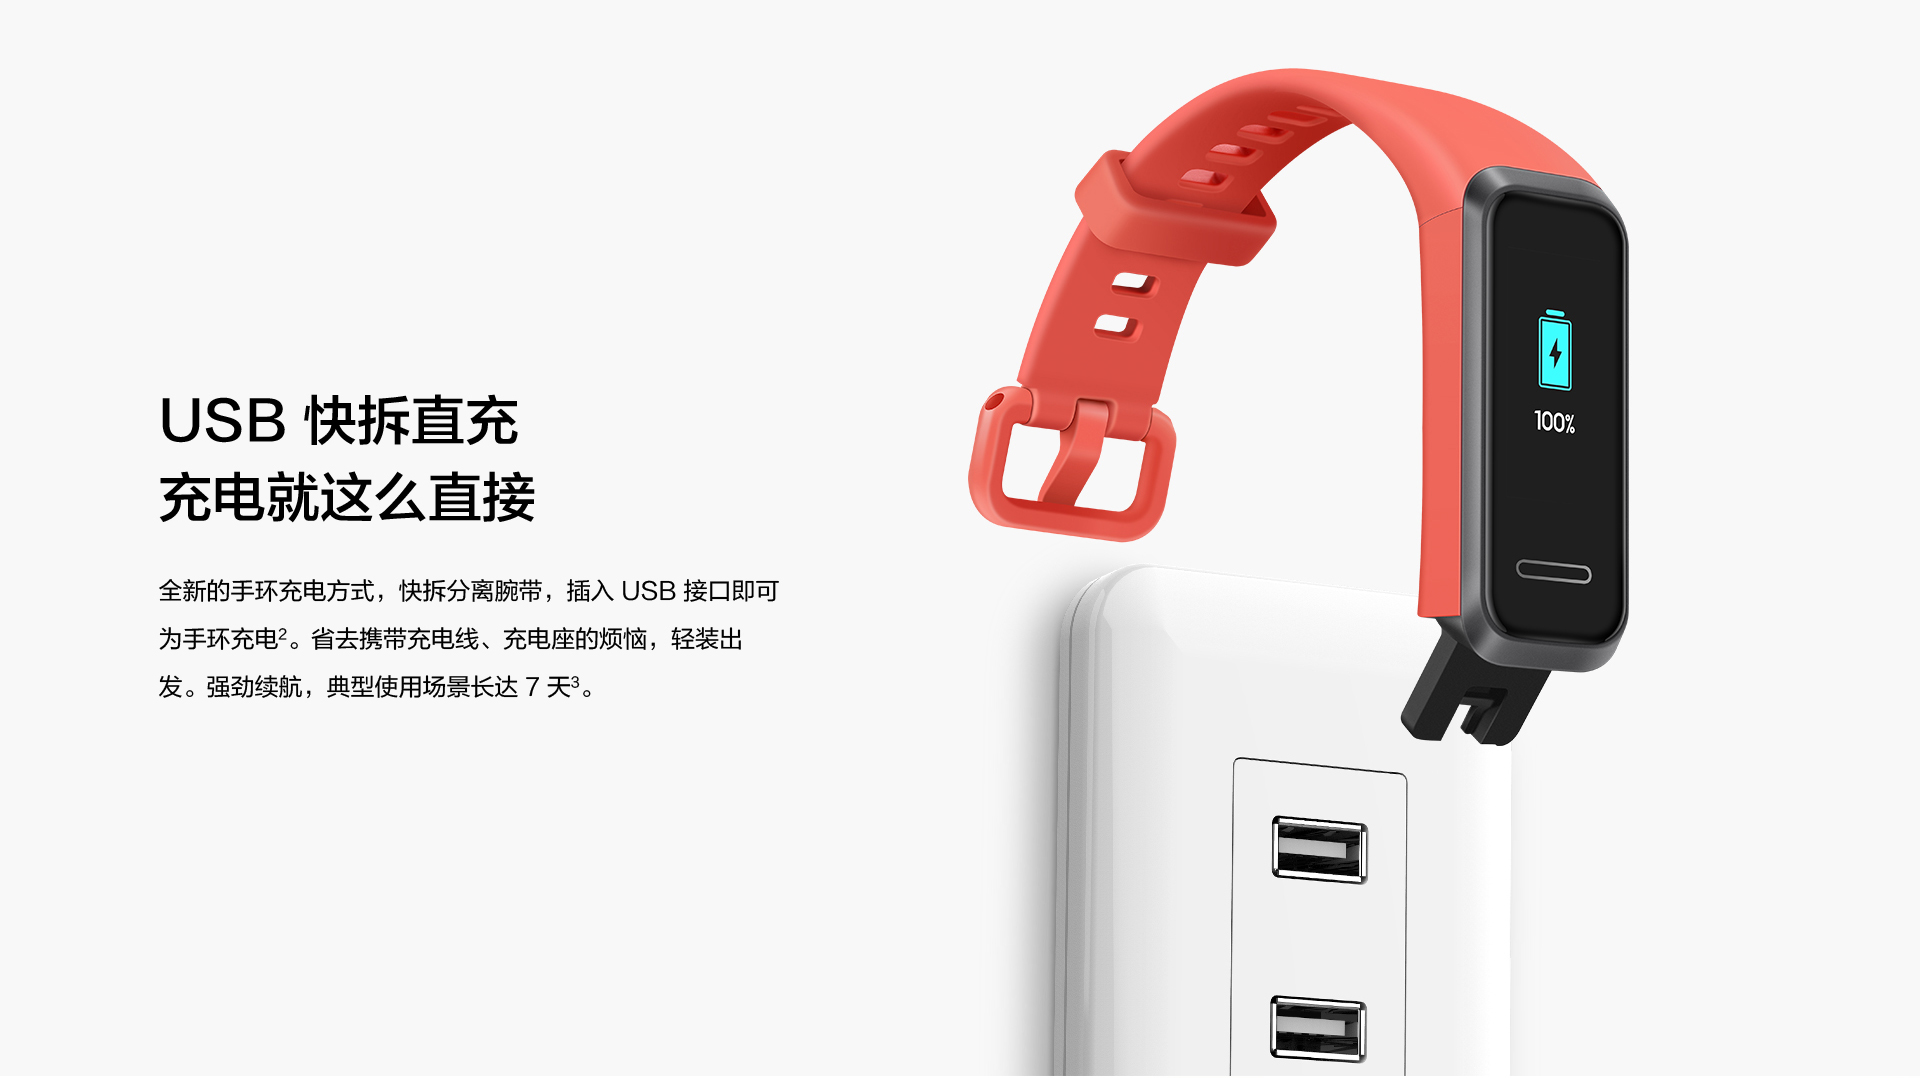 USB 快拆直充
充电就这么直接
全新的手环充电方式，快拆分离腕带，插入 USB 接口即可
为手环充电²。省去携带充电线、充电座的烦恼，轻装出
发。强劲续航，典型使用场景长达 7 天³。
100%